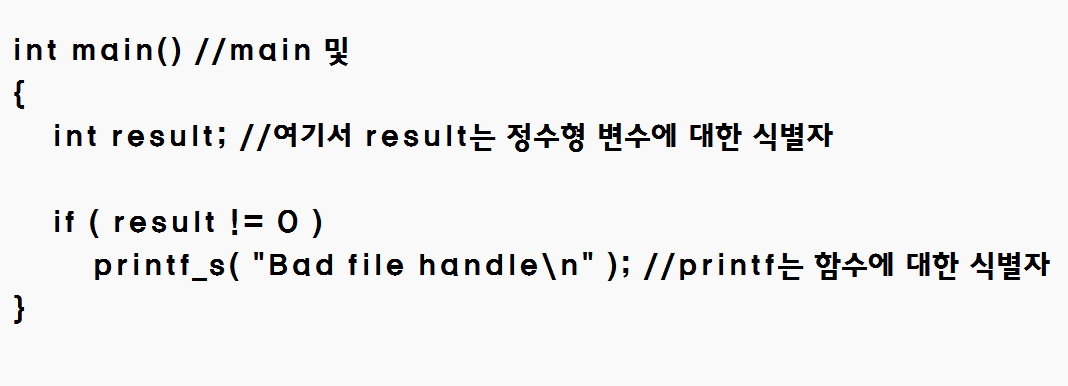 int main() //main 및
{
int result; //여기서 result는 정수형 변수에 대한 식별자
if ( result != 0 )
printf_s( "Bad file handle\n" ); //printf는 함수에 대한 식별자
}